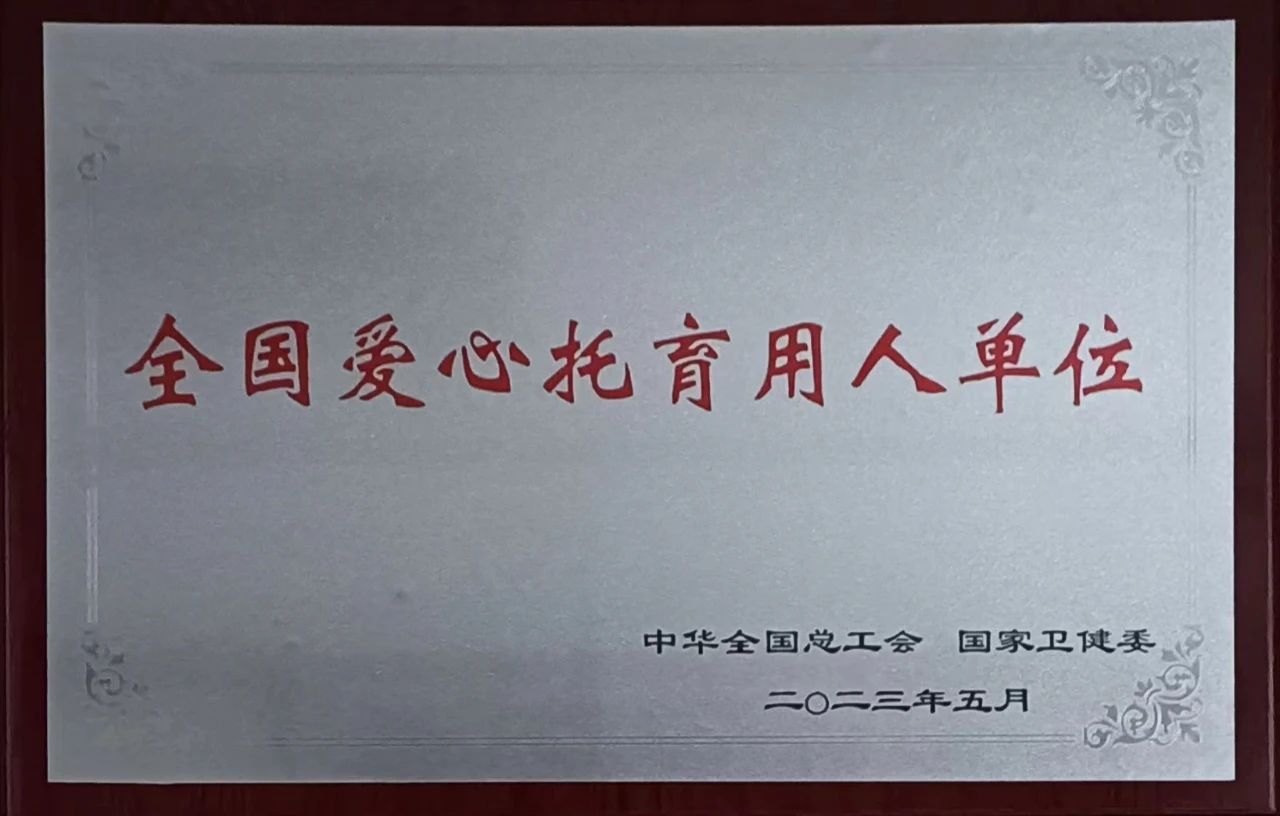 全国爱心托育用人单位
中华全国总工会 国家卫健委
二〇二三年五月